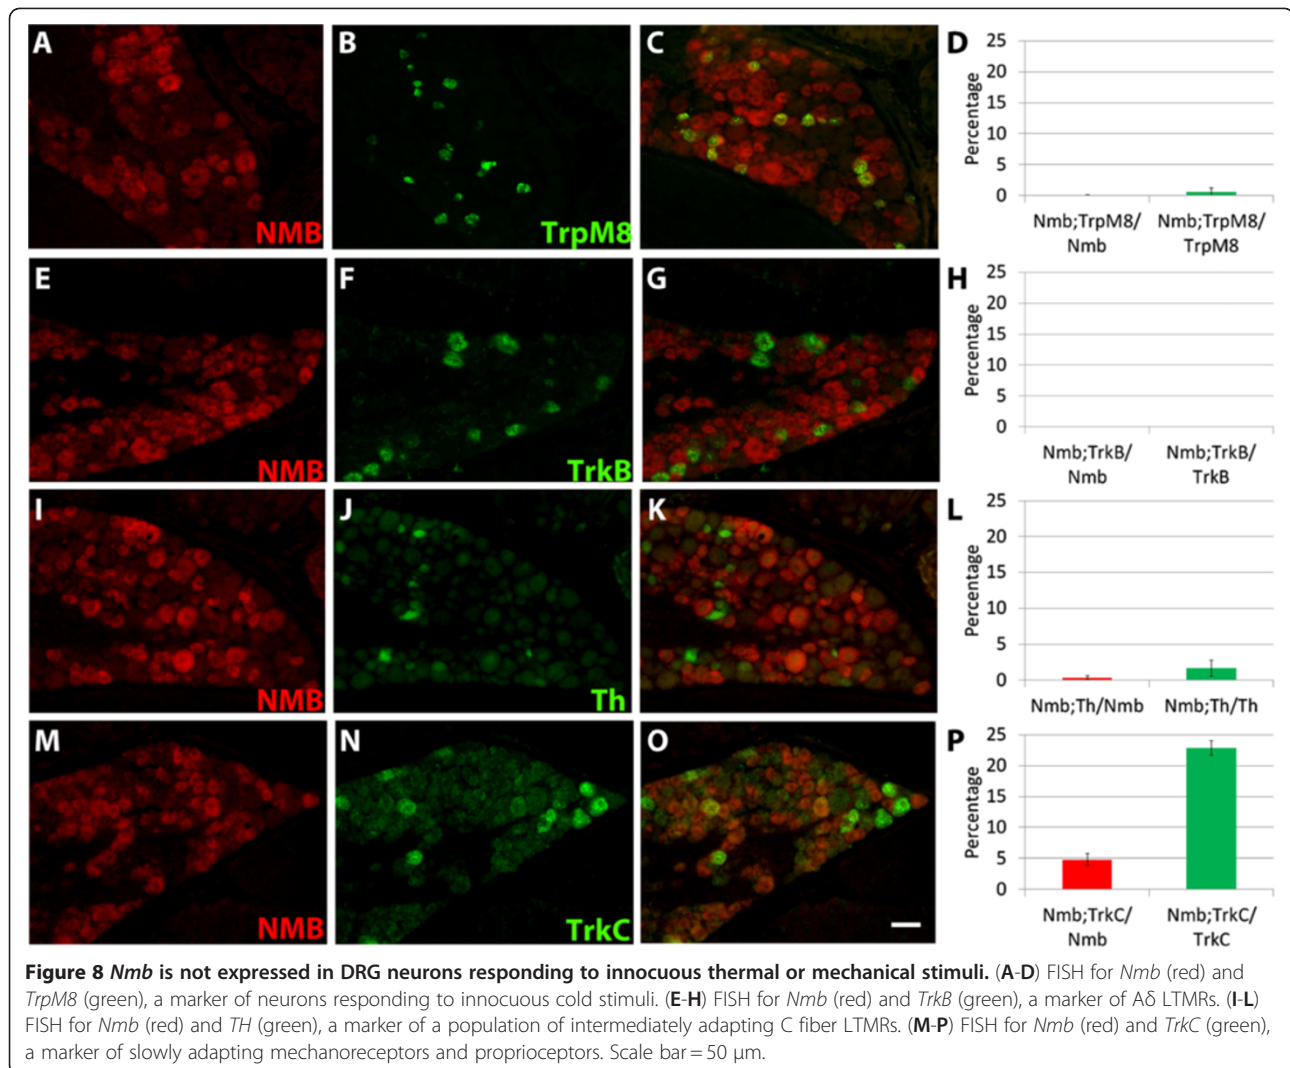 A
NMB
B
TrpM8
C
D
Percentage
25
20
15
10
5
0
Nmb;TrpM8/
Nmb
Nmb;TrpM8/
TrpM8
E
NMB
F
TrkB
G
H
Percentage
25
20
15
10
5
0
Nmb;TrkB/
Nmb
Nmb;TrkB/
TrkB
I
NMB
J
Th
K
L
Percentage
25
20
15
10
5
0
Nmb;Th/Nmb
Nmb;Th/Th
M
NMB
N
TrkC
O
P
Percentage
25
20
15
10
5
0
Nmb;TrkC/
Nmb
Nmb;TrkC/
TrkC
Figure 8 Nmb is not expressed in DRG neurons responding to innocuous thermal or mechanical stimuli. (A-D) FISH for Nmb (red) and
TrpM8 (green), a marker of neurons responding to innocuous cold stimuli. (E-H) FISH for Nmb (red) and TrkB (green), a marker of Aδ LTMRs. (I-L)
FISH for Nmb (red) and TH (green), a marker of a population of intermediately adapting C fiber LTMRs. (M-P) FISH for Nmb (red) and TrkC (green),
a marker of slowly adapting mechanoreceptors and proprioceptors. Scale bar = 50 μm.